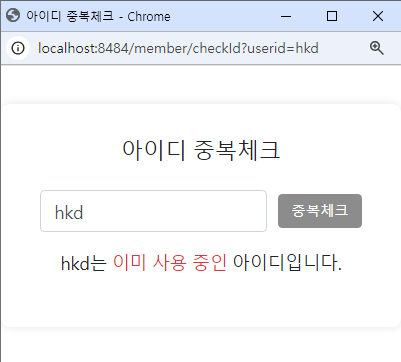 아이디 중복체크 - Chrome
localhost:8484/member/checkId?userid=hkd
아이디 중복체크
hkd 중복체크
hkd는 이미 사용 중인 아이디입니다.